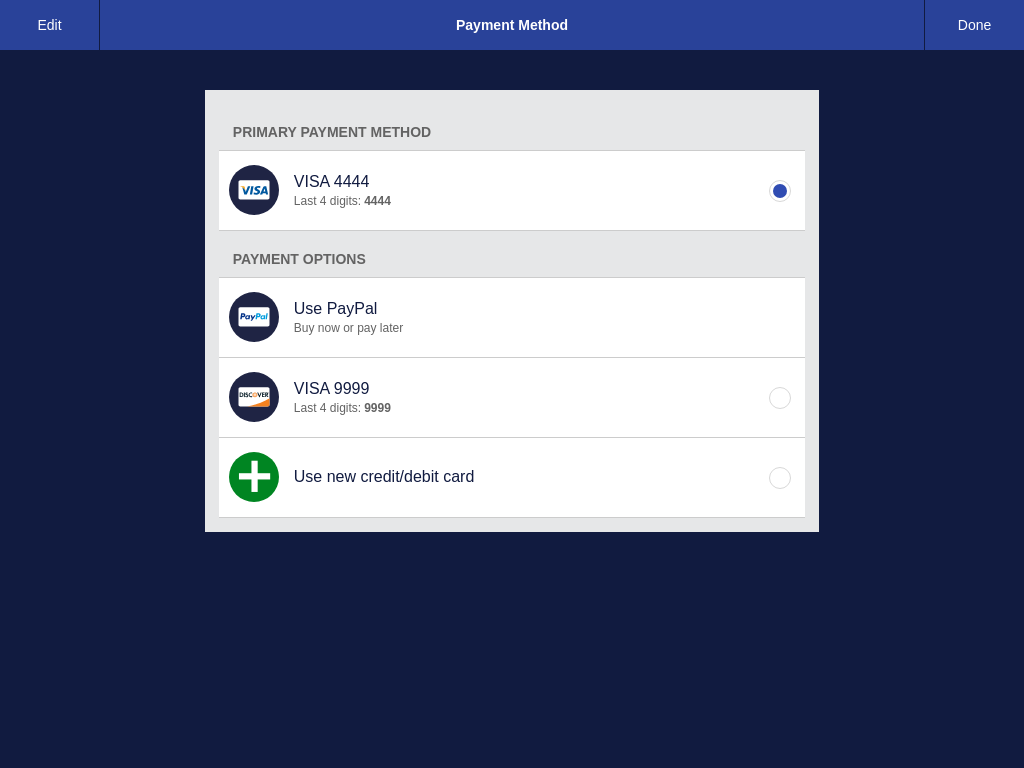 Edit
Payment Method
Done
PRIMARY PAYMENT METHOD
VISA
VISA 4444
Last 4 digits: 4444
PAYMENT OPTIONS
PayPal
Use PayPal
Buy now or pay later
DISCOVER
VISA 9999
Last 4 digits: 9999
Use new credit/debit card